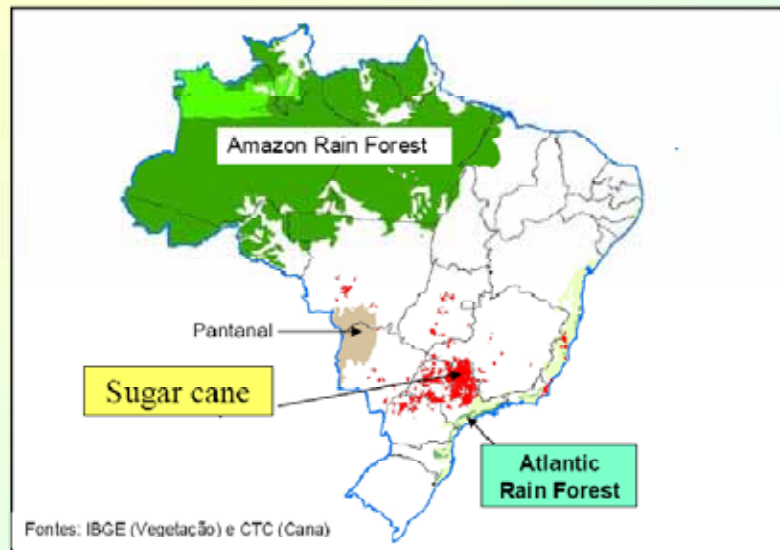 Amazon Rain Forest
Pantanal
Sugar cane
Atlantic
Rain Forest
Fontes: IBGE (Vegetação) e CTC (Cana)